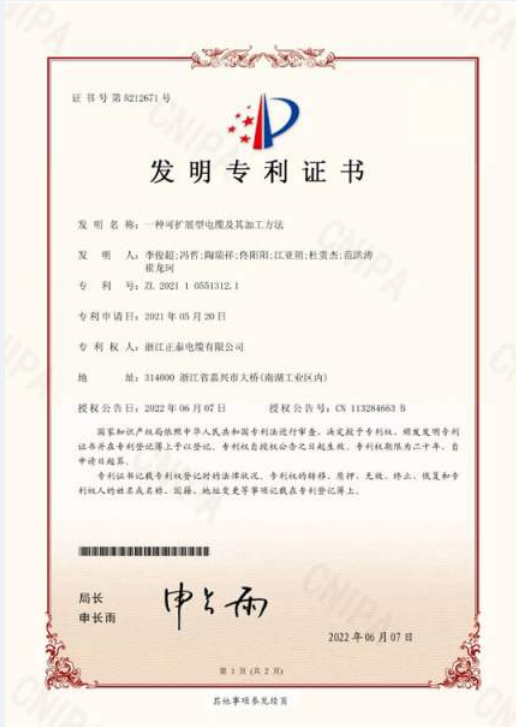 证书号第5212671号
发明专利证书
发 明 名 称：一种可扩展型电缆及其加工方法
发 明 人：李俊超;冯哲;陶瑞祥;佟阳阳;江亚朋;杜贵杰;范洪涛
崔龙河
专 利 号：ZL 2021 1 0551312.1
专利申请日：2021年05月20日
专 利 权 人：浙江正泰电缆有限公司
地 址：314000 浙江省嘉兴市大桥(南湖工业区内)
授权公告日：2022年06月07日 授权公告号：CN 113284663 B
国家知识产权局依照中华人民共和国专利法进行审查，决定授予专利权，颁发发明专利
证书并在专利登记簿上予以登记。专利权自授权公告之日起生效。专利权期限为二十年，自
申请日起算。
专利证书记载专利权登记时的法律状况。专利权的转移、质押、无效、终止、恢复和专
利权人的姓名或名称、国籍、地址变更等事项记载在专利登记簿上。
局长
申长雨
申长雨
2022年06月07日
第 1 页 (共 2 页)
其他事项参见续页
CNIPA